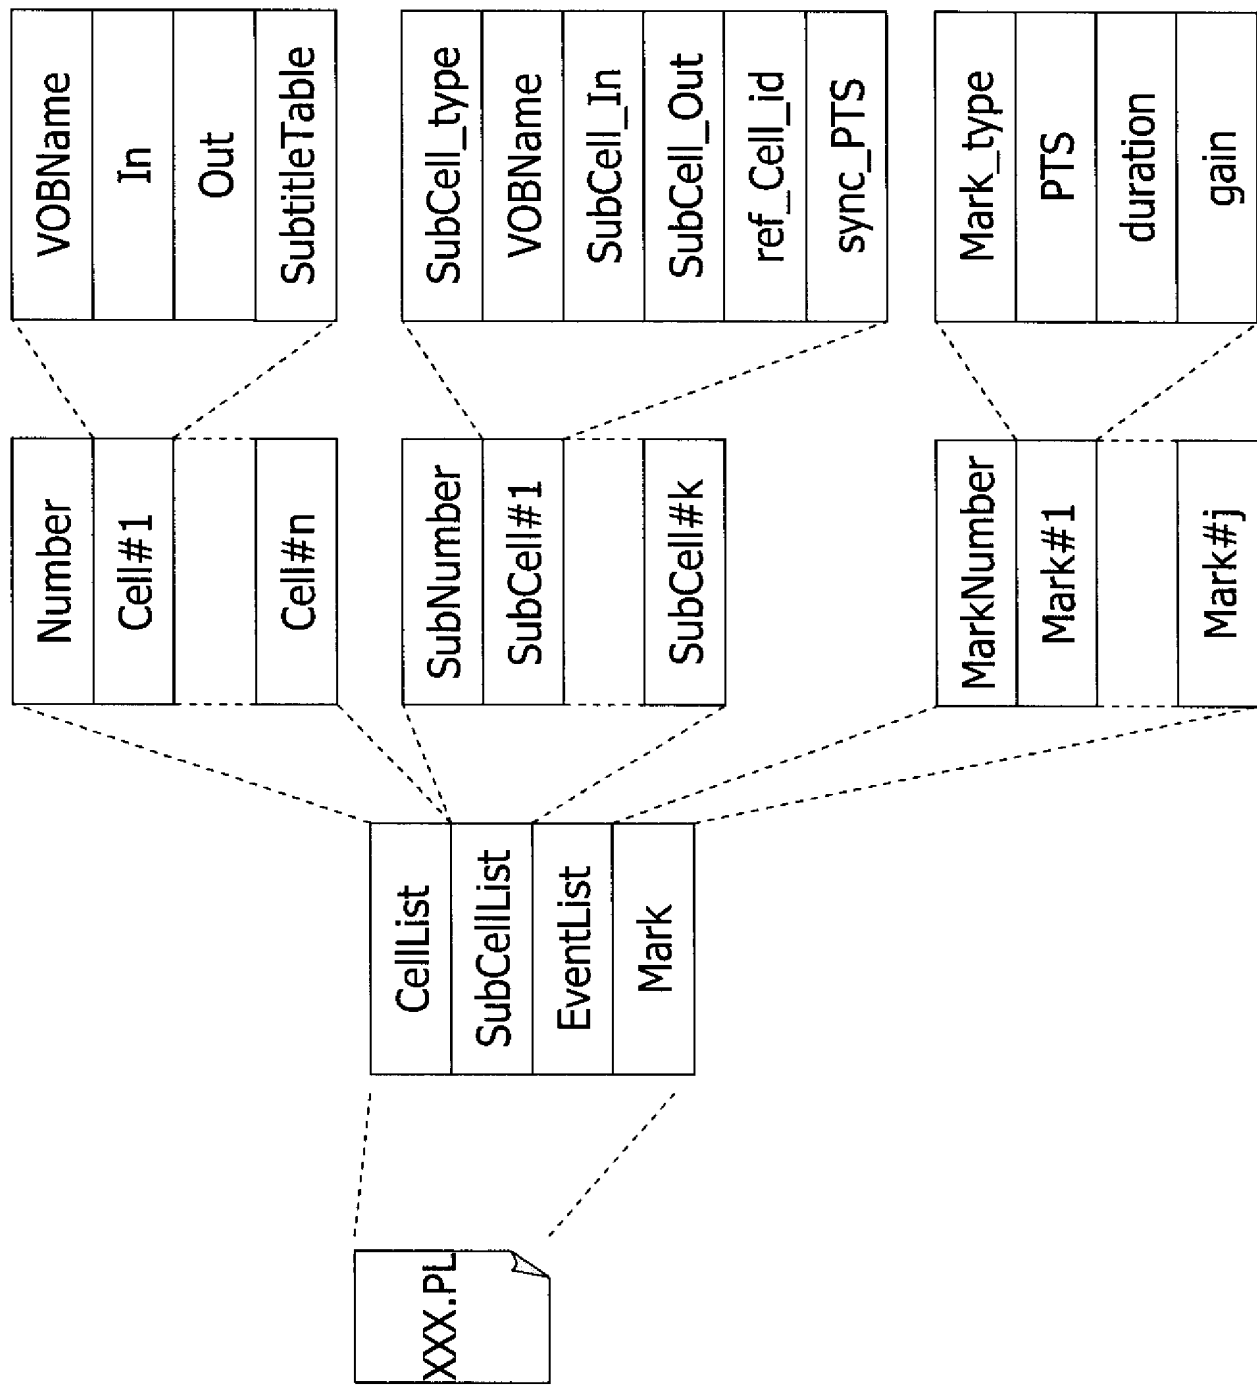 XXX.PL
CellList
SubCellList
EventList
Mark
Number
Cell#1
Cell#n
SubNumber
SubCell#1
SubCell#k
MarkNumber
Mark#1
Mark#j
VOBName
In
Out
SubtitleTable
SubCell_type
VOBName
SubCell_In
SubCell_Out
ref_Cell_id
sync_PTS
Mark_type
PTS
duration
gain